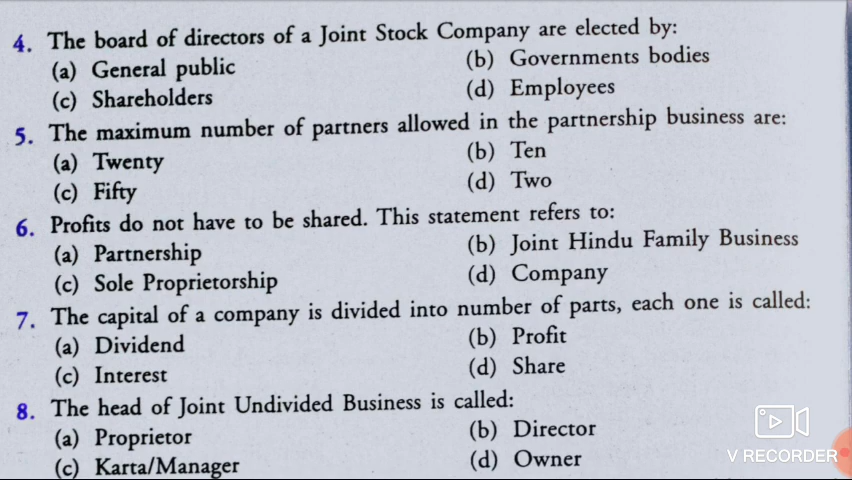 4. The board of directors of a Joint Stock Company are elected by:
(a) General public (b) Governments bodies
(c) Shareholders (d) Employees
5. The maximum number of partners allowed in the partnership business are:
(a) Twenty (b) Ten
(c) Fifty (d) Two
6. Profits do not have to be shared. This statement refers to:
(a) Partnership (b) Joint Hindu Family Business
(c) Sole Proprietorship (d) Company
7. The capital of a company is divided into number of parts, each one is called:
(a) Dividend (b) Profit
(c) Interest (d) Share
8. The head of Joint Undivided Business is called:
(a) Proprietor (b) Director
(c) Karta/Manager (d) Owner
V RECORDER